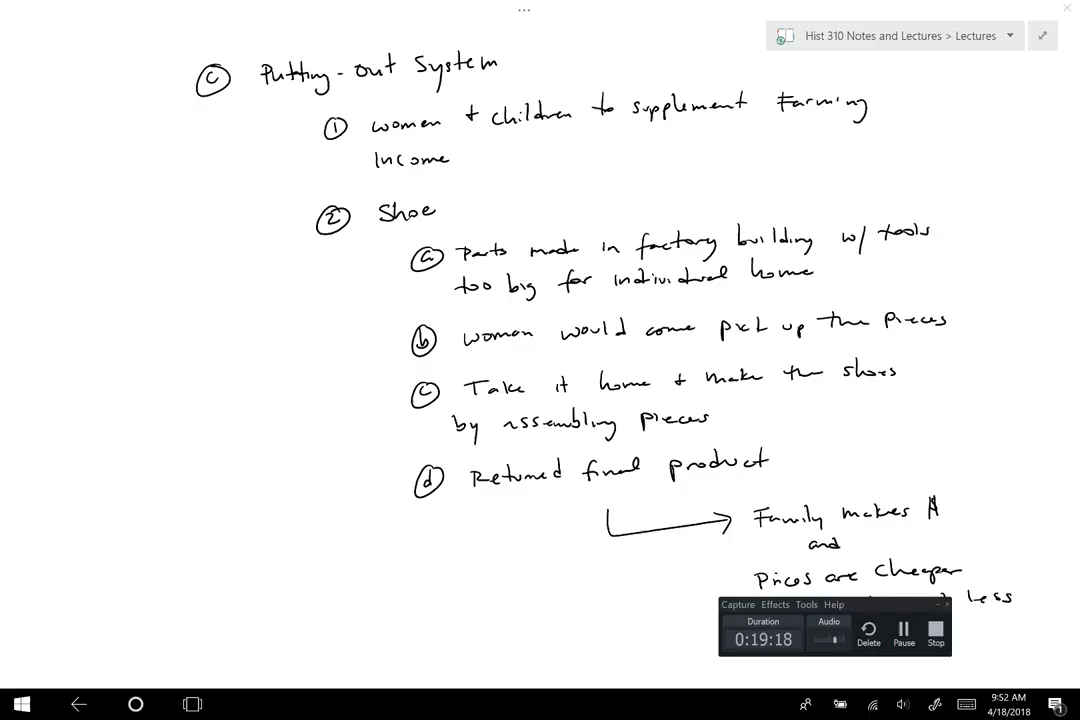 ...
Hist 310 Notes and Lectures > Lectures
C Putting-out System
1 women + children to supplement Farming
Income
2 Shoe
a Parts made in factory building w/ tools
too big for individual home
b women would come pick up the pieces
c Take it home + make the shoes
by assembling pieces
d Returned final product
Family makes $
and
Prices are cheaper
less
Capture Effects Tools Help
Duration
Audio
0:19:18
Delete
Pause
Stop
9:52 AM
4/18/2018
1